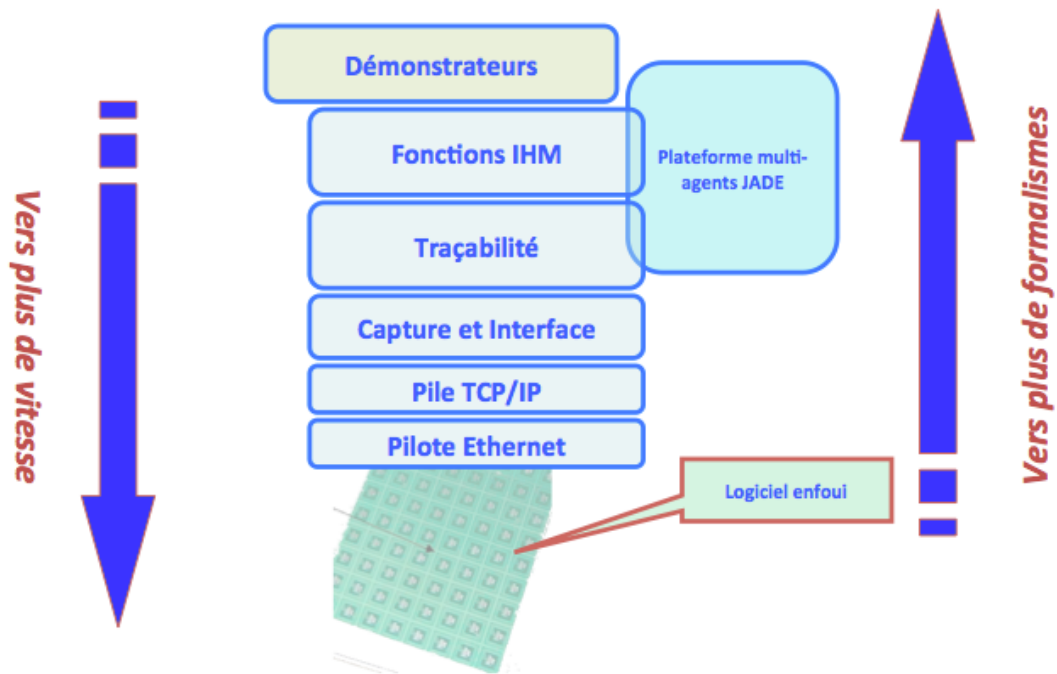 Démonstrateurs
Fonctions IHM
Plateforme multi-
agents JADE
Traçabilité
Capture et Interface
Pile TCP/IP
Pilote Ethernet
Logiciel enfoui
Vers plus de vitesse
Vers plus de formalismes